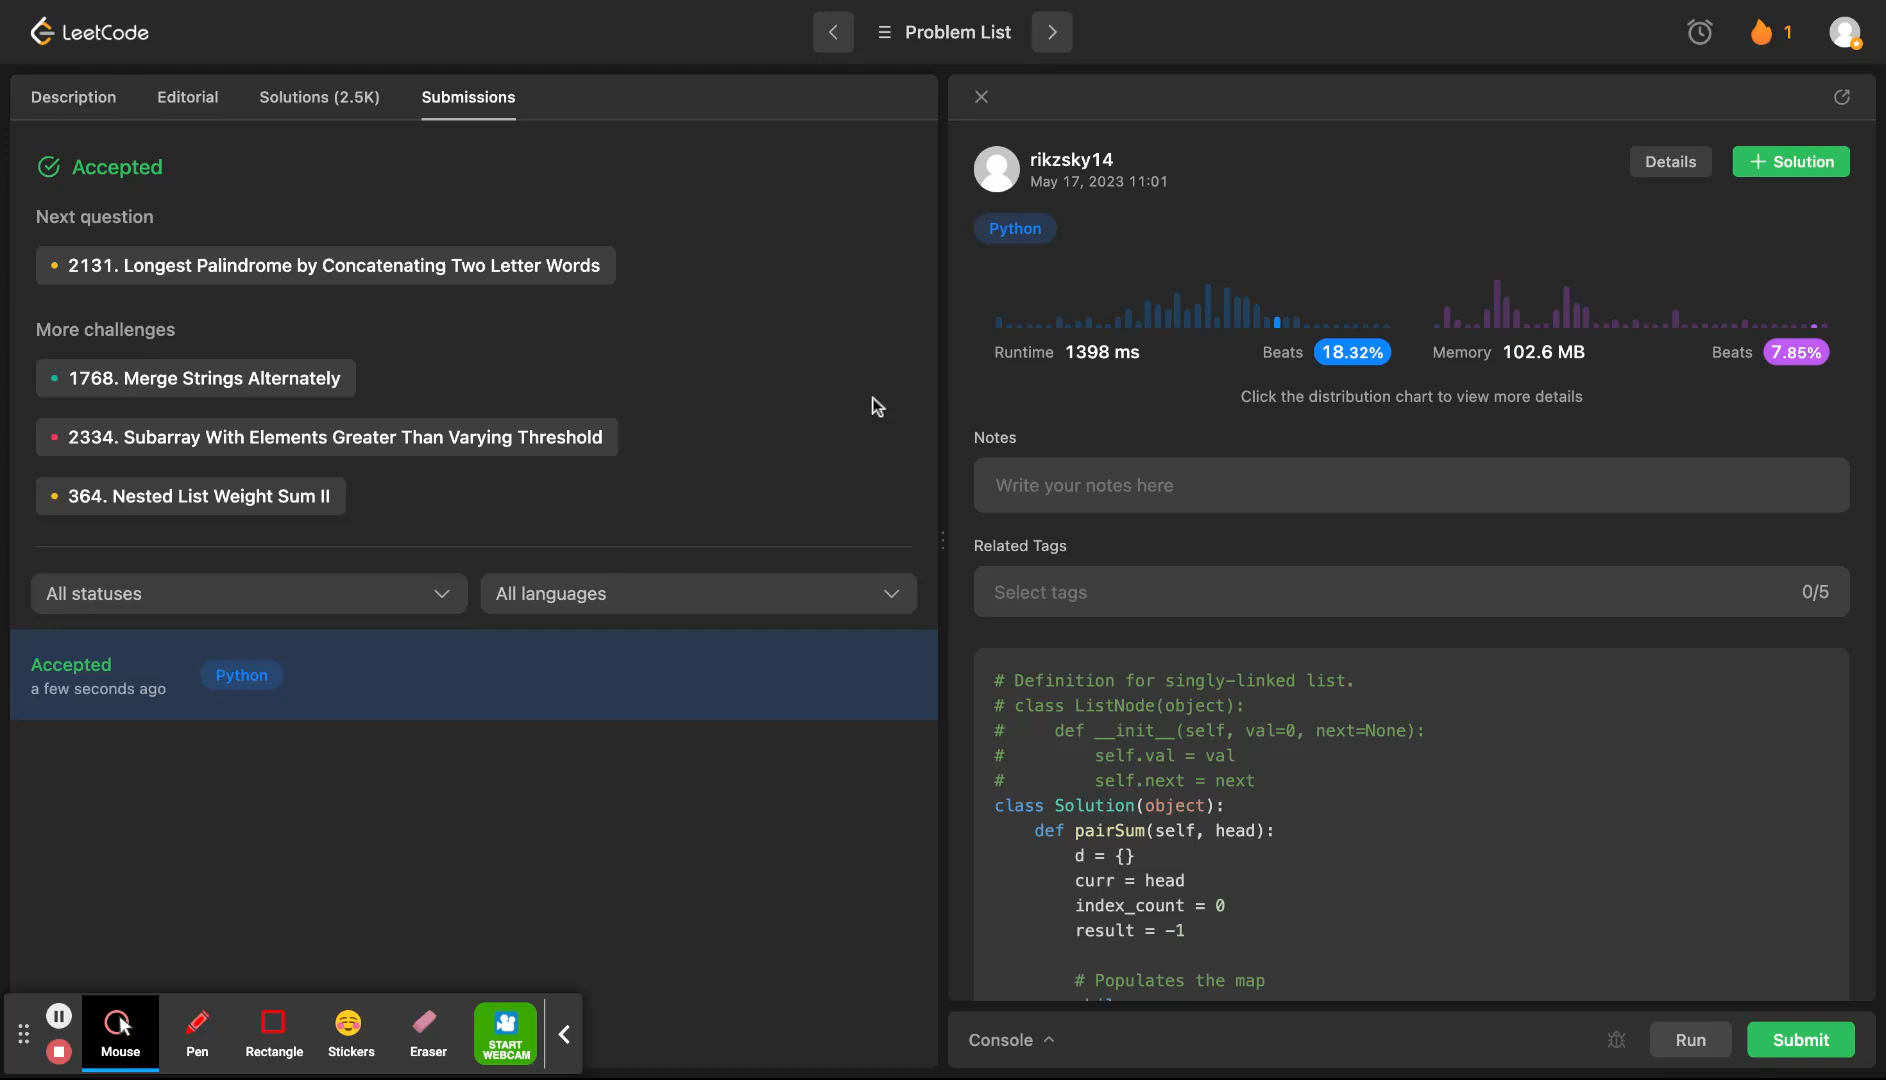 LeetCode
Problem List
1
Description Editorial Solutions (2.5K) Submissions
Accepted
Next question
2131. Longest Palindrome by Concatenating Two Letter Words
More challenges
1768. Merge Strings Alternately
2334. Subarray With Elements Greater Than Varying Threshold
364. Nested List Weight Sum II
All statuses All languages
Accepted
a few seconds ago
Python
rikzsky14
May 17, 2023 11:01
Details + Solution
Python
Runtime 1398 ms Beats 18.32% Memory 102.6 MB Beats 7.85%
Click the distribution chart to view more details
Notes
Write your notes here
Related Tags
Select tags 0/5
# Definition for singly-linked list.
# class ListNode(object):
#     def __init__(self, val=0, next=None):
#         self.val = val
#         self.next = next
class Solution(object):
    def pairSum(self, head):
        d = {}
        curr = head
        index_count = 0
        result = -1
        # Populates the map
Console Run Submit
Mouse Pen Rectangle Stickers Eraser
START
WEBCAM